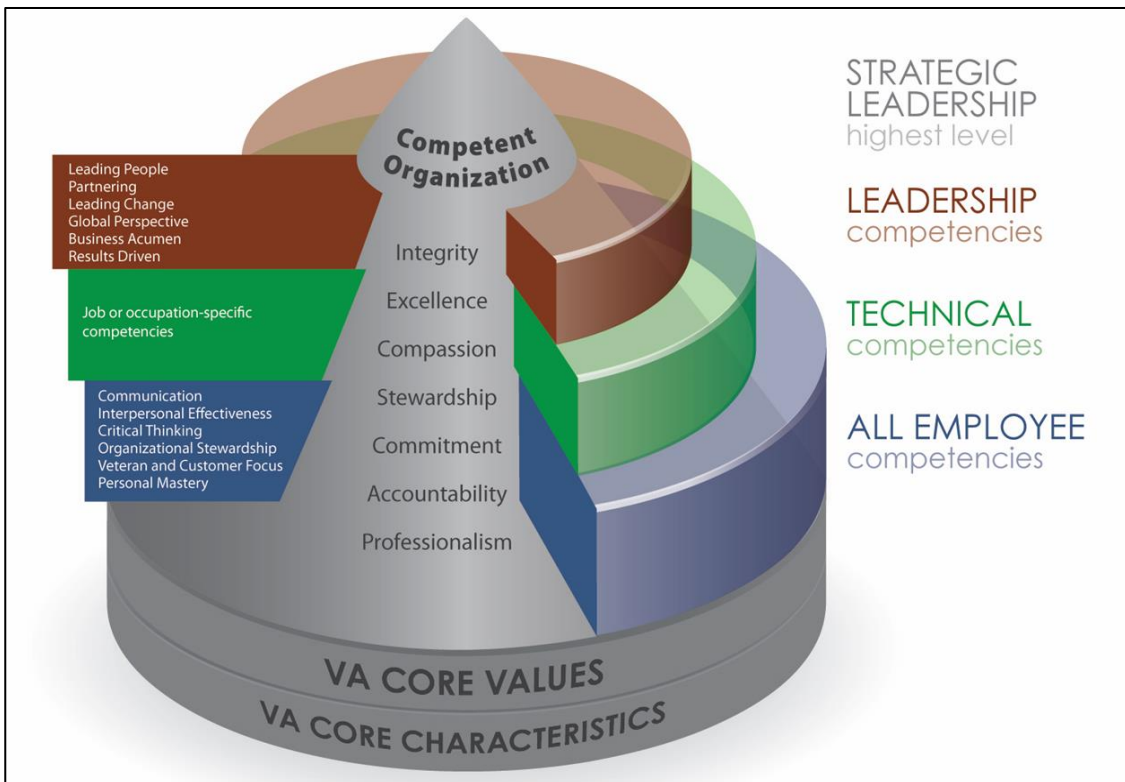 Competent
Organization
Leading People
Partnering
Leading Change
Global Perspective
Business Acumen
Results Driven
Job or occupation-specific
competencies
Communication
Interpersonal Effectiveness
Critical Thinking
Organizational Stewardship
Veteran and Customer Focus
Personal Mastery
Integrity
Excellence
Compassion
Stewardship
Commitment
Accountability
Professionalism
VA CORE VALUES
VA CORE CHARACTERISTICS
STRATEGIC
LEADERSHIP
highest level
LEADERSHIP
competencies
TECHNICAL
competencies
ALL EMPLOYEE
competencies